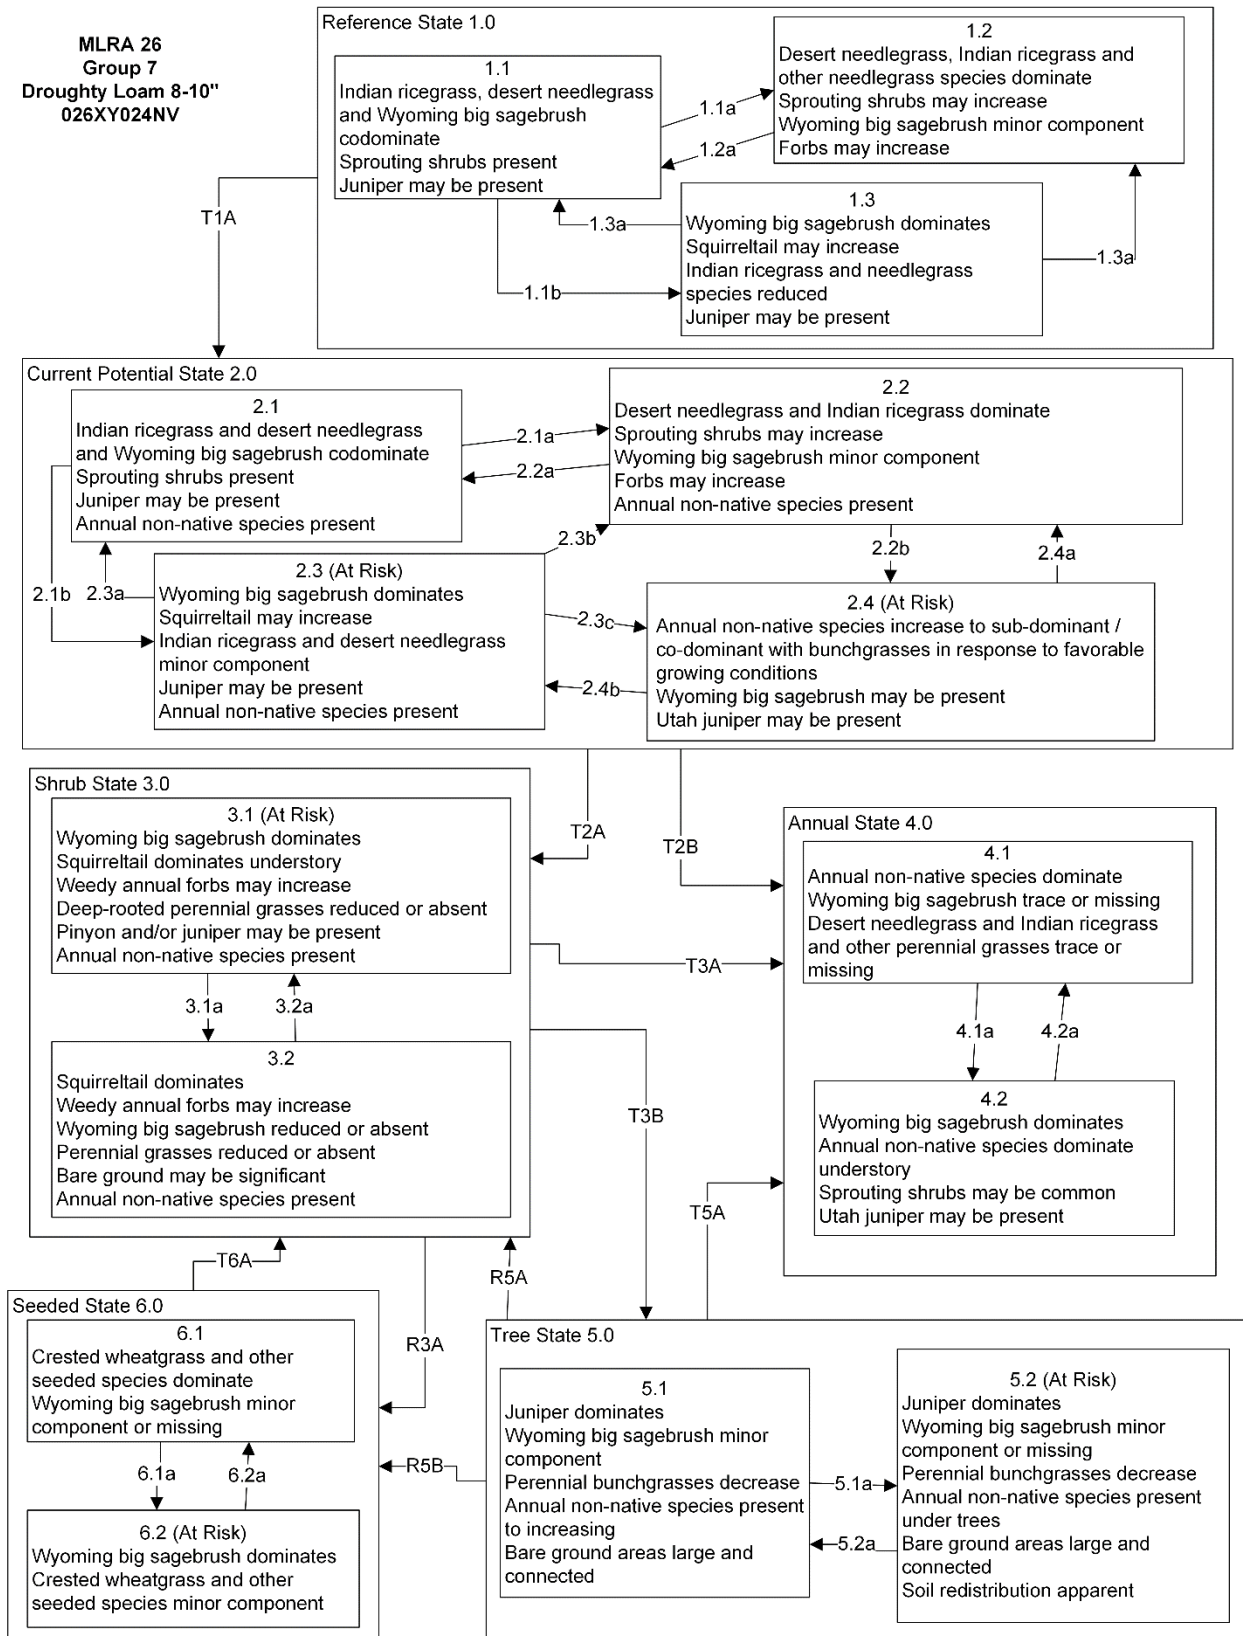 MLRA 26
Group 7
Droughty Loam 8-10"
026XY024NV
Reference State 1.0
1.1
Indian ricegrass, desert needlegrass
and Wyoming big sagebrush
codominate
Sprouting shrubs present
Juniper may be present
1.1a
1.2a
1.2
Desert needlegrass, Indian ricegrass and
other needlegrass species dominate
Sprouting shrubs may increase
Wyoming big sagebrush minor component
Forbs may increase
T1A
1.3a
1.1b
1.3
Wyoming big sagebrush dominates
Squirreltail may increase
Indian ricegrass and needlegrass
species reduced
Juniper may be present
1.3a
Current Potential State 2.0
2.1
Indian ricegrass and desert needlegrass
and Wyoming big sagebrush codominate
Sprouting shrubs present
Juniper may be present
Annual non-native species present
2.1a
2.2a
2.2
Desert needlegrass and Indian ricegrass dominate
Sprouting shrubs may increase
Wyoming big sagebrush minor component
Forbs may increase
Annual non-native species present
2.1b
2.3a
2.3b
2.2b
2.4a
2.3 (At Risk)
Wyoming big sagebrush dominates
Squirreltail may increase
Indian ricegrass and desert needlegrass
minor component
Juniper may be present
Annual non-native species present
2.3c
2.4b
2.4 (At Risk)
Annual non-native species increase to sub-dominant /
co-dominant with bunchgrasses in response to favorable
growing conditions
Wyoming big sagebrush may be present
Utah juniper may be present
Shrub State 3.0
3.1 (At Risk)
Wyoming big sagebrush dominates
Squirreltail dominates understory
Weedy annual forbs may increase
Deep-rooted perennial grasses reduced or absent
Pinyon and/or juniper may be present
Annual non-native species present
3.1a
3.2a
3.2
Squirreltail dominates
Weedy annual forbs may increase
Wyoming big sagebrush reduced or absent
Perennial grasses reduced or absent
Bare ground may be significant
Annual non-native species present
T2A
T2B
T3A
T3B
Annual State 4.0
4.1
Annual non-native species dominate
Wyoming big sagebrush trace or missing
Desert needlegrass and Indian ricegrass
and other perennial grasses trace or
missing
4.1a
4.2a
4.2
Wyoming big sagebrush dominates
Annual non-native species dominate
understory
Sprouting shrubs may be common
Utah juniper may be present
T5A
T6A
R5A
R3A
R5B
Seeded State 6.0
6.1
Crested wheatgrass and other
seeded species dominate
Wyoming big sagebrush minor
component or missing
6.1a
6.2a
6.2 (At Risk)
Wyoming big sagebrush dominates
Crested wheatgrass and other
seeded species minor component
Tree State 5.0
5.1
Juniper dominates
Wyoming big sagebrush minor
component
Perennial bunchgrasses decrease
Annual non-native species present
to increasing
Bare ground areas large and
connected
5.1a
5.2a
5.2 (At Risk)
Juniper dominates
Wyoming big sagebrush minor
component or missing
Perennial bunchgrasses decrease
Annual non-native species present
under trees
Bare ground areas large and
connected
Soil redistribution apparent